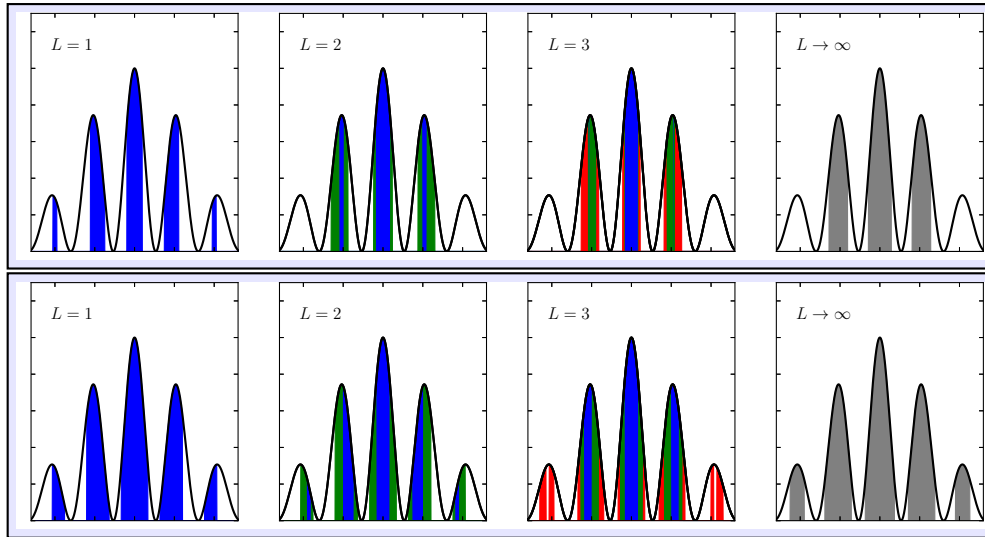 L = 1
L = 2
L = 3
L → ∞
L = 1
L = 2
L = 3
L → ∞